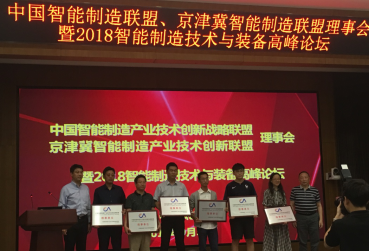 中国智能制造联盟、京津冀智能制造联盟理事会
暨2018智能制造技术与装备高峰论坛
中国智能制造产业技术创新战略联盟
京津冀智能制造产业技术创新联盟
理事会
暨2018智能制造技术与装备高峰论坛